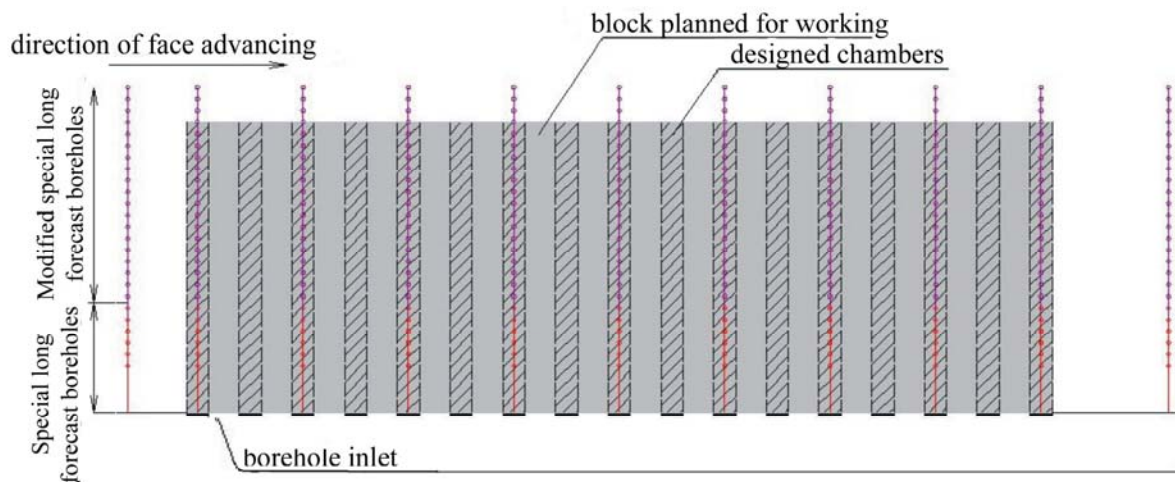 block planned for working
direction of face advancing
designed chambers
Modified special long
forecast boreholes
Special long
forecast boreholes
borehole inlet